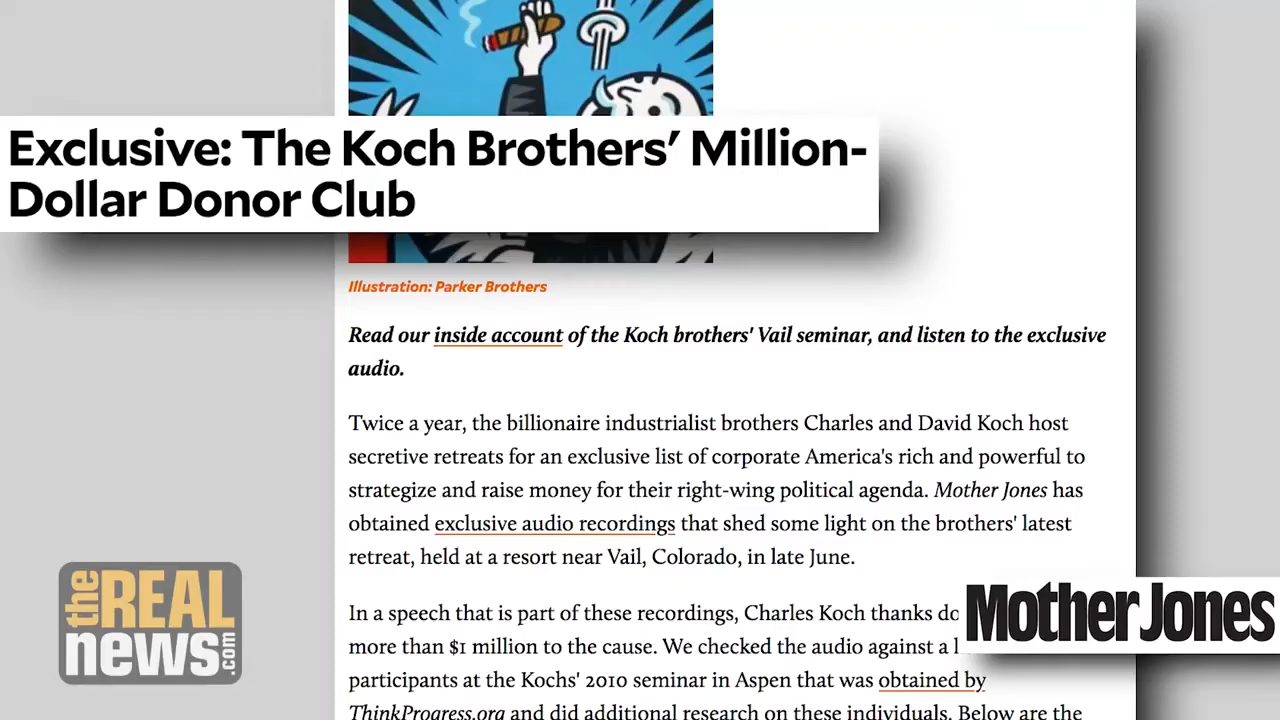 Exclusive: The Koch Brothers' Million-
Dollar Donor Club
Illustration: Parker Brothers
Read our inside account of the Koch brothers' Vail seminar, and listen to the exclusive
audio.
Twice a year, the billionaire industrialist brothers Charles and David Koch host
secretive retreats for an exclusive list of corporate America's rich and powerful to
strategize and raise money for their right-wing political agenda. Mother Jones has
obtained exclusive audio recordings that shed some light on the brothers' latest
retreat, held at a resort near Vail, Colorado, in late June.
In a speech that is part of these recordings, Charles Koch thanks
more than $1 million to the cause. We checked the audio against a
participants at the Kochs' 2010 seminar in Aspen that was obtained by
ThinkProgress.org and did additional research on these individuals. Below are the
Mother Jones
the REAL
news.com